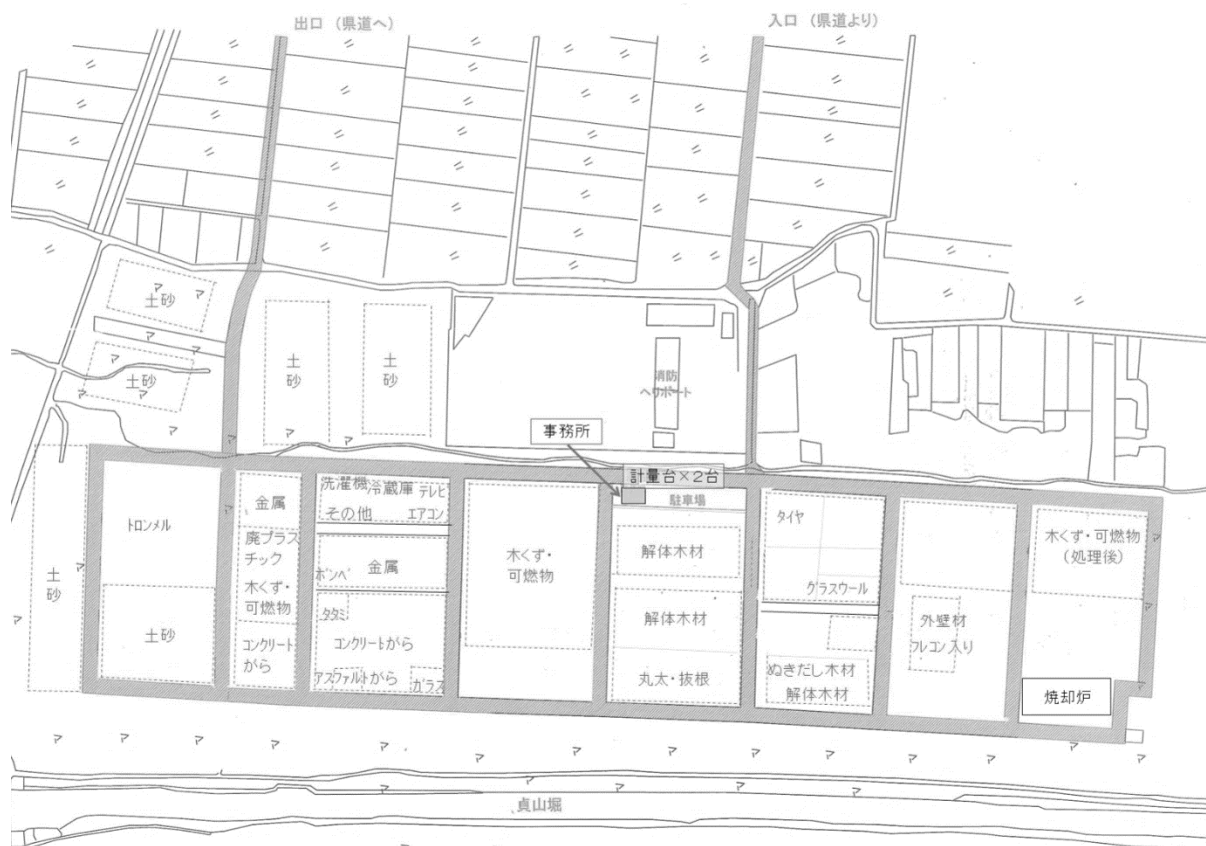 出口 （県道へ）
入口 （県道より）
土砂
土砂
土
砂
土
砂
消防
ヘリポート
事務所
計量台×2台
駐車場
土
砂
トロンメル
土砂
金属
廃プラス
チック
木くず・
可燃物
コンクリート
がら
洗濯機
冷蔵庫
テレビ
その他
エアコン
ボンベ
金属
タタミ
コンクリートがら
アスファルトがら
ガラス
木くず・
可燃物
解体木材
解体木材
丸太・抜根
タイヤ
グラスウール
ぬきだし木材
解体木材
外壁材
フレコン入り
木くず・可燃物
（処理後）
焼却炉
貞山堀